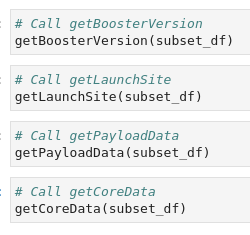 # Call getBoosterVersion
getBoosterVersion(subset_df)
# Call getLaunchSite
getLaunchSite(subset_df)
# Call getPayloadData
getPayloadData(subset_df)
# Call getCoreData
getCoreData(subset_df)